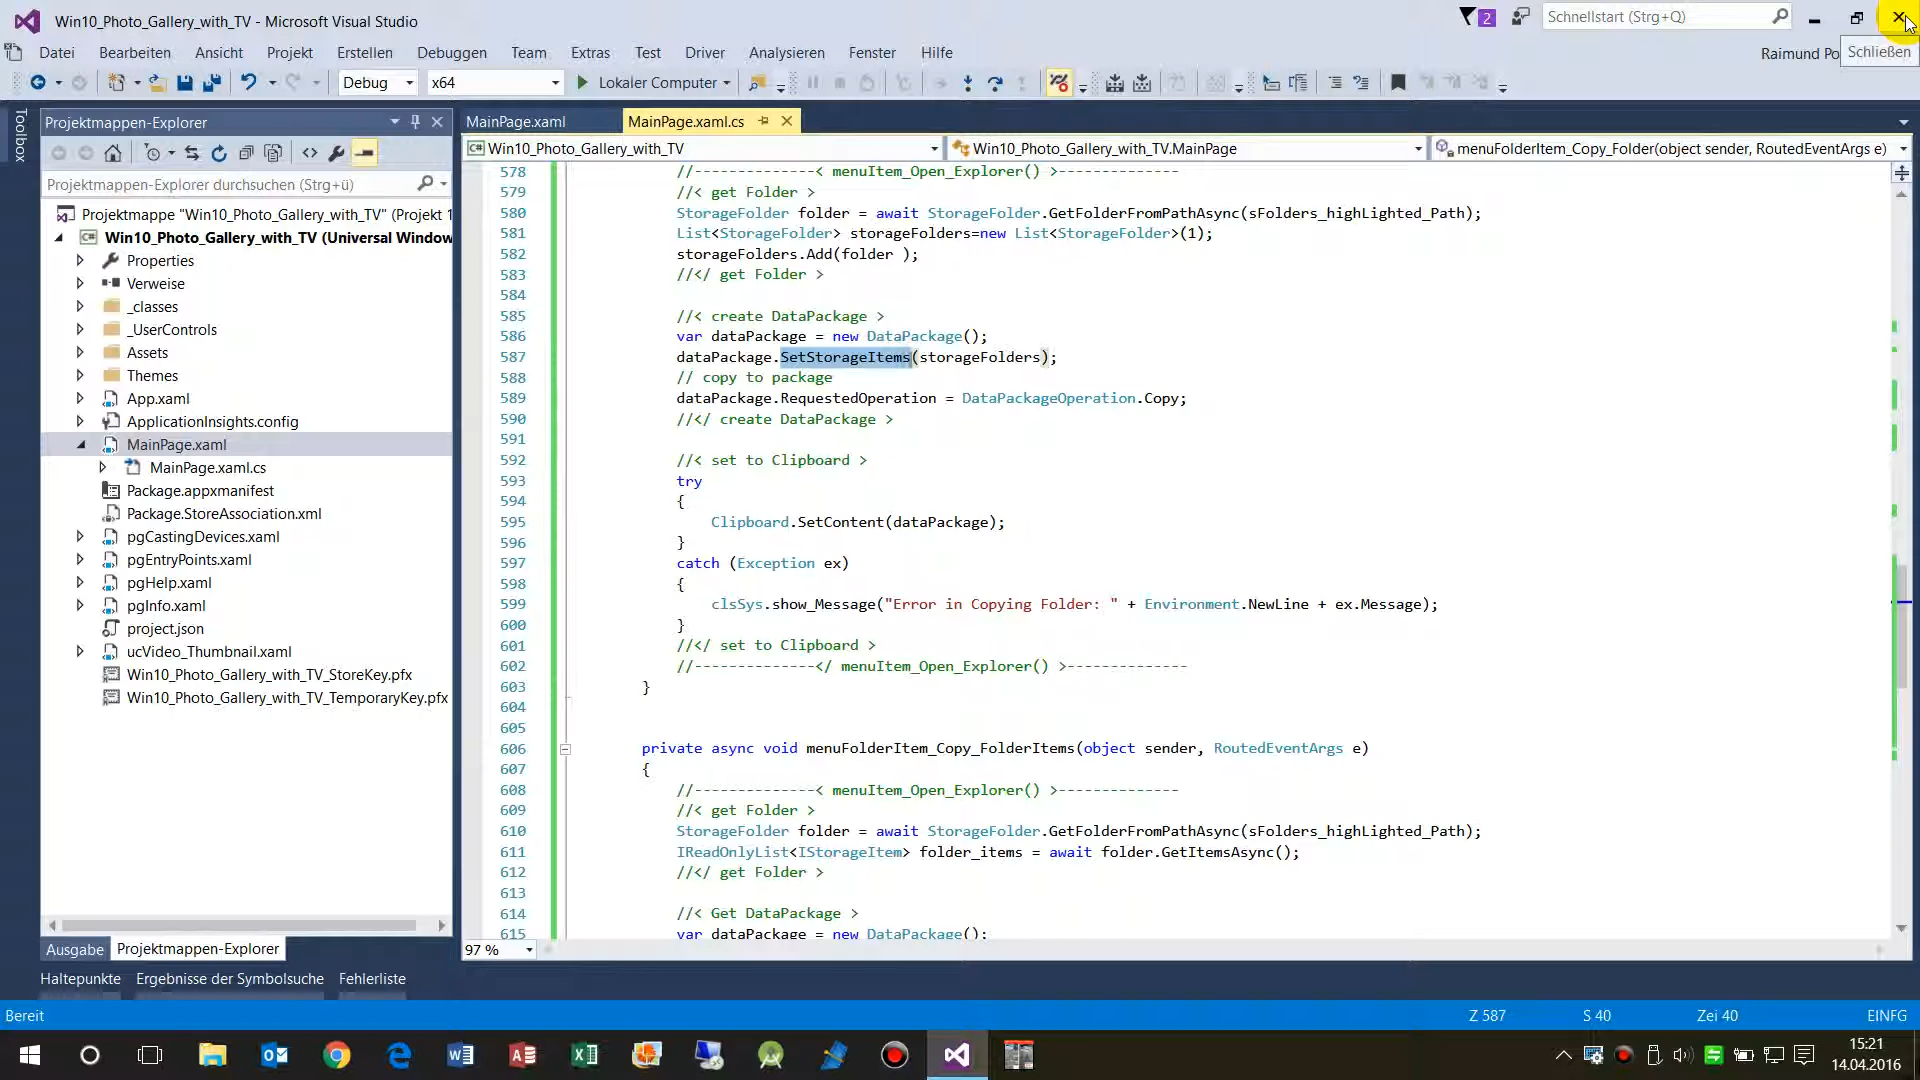 Win10_Photo_Gallery_with_TV - Microsoft Visual Studio
2
Schnellstart (Strg+Q)
Datei Bearbeiten Ansicht Projekt Erstellen Debuggen Team Extras Test Driver Analysieren Fenster Hilfe
Raimund Po
Schließen
Debug x64 Lokaler Computer
Toolbox
Projektmappen-Explorer
Projektmappen-Explorer durchsuchen (Strg+ü)
Projektmappe "Win10_Photo_Gallery_with_TV" (Projekt 1
Win10_Photo_Gallery_with_TV (Universal Window
Properties
Verweise
_classes
_UserControls
Assets
Themes
App.xaml
ApplicationInsights.config
MainPage.xaml
MainPage.xaml.cs
Package.appxmanifest
Package.StoreAssociation.xml
pgCastingDevices.xaml
pgEntryPoints.xaml
pgHelp.xaml
pgInfo.xaml
project.json
ucVideo_Thumbnail.xaml
Win10_Photo_Gallery_with_TV_StoreKey.pfx
Win10_Photo_Gallery_with_TV_TemporaryKey.pfx
Ausgabe Projektmappen-Explorer
MainPage.xaml MainPage.xaml.cs
C# Win10_Photo_Gallery_with_TV Win10_Photo_Gallery_with_TV.MainPage menuFolderItem_Copy_Folder(object sender, RoutedEventArgs e)
578 //--------------< menuItem_Open_Explorer() >--------------
579 //< get Folder >
580 StorageFolder folder = await StorageFolder.GetFolderFromPathAsync(sFolders_highLighted_Path);
581 List<StorageFolder> storageFolders=new List<StorageFolder>(1);
582 storageFolders.Add(folder );
583 //</ get Folder >
584
585 //< create DataPackage >
586 var dataPackage = new DataPackage();
587 dataPackage.SetStorageItems(storageFolders);
588 // copy to package
589 dataPackage.RequestedOperation = DataPackageOperation.Copy;
590 //</ create DataPackage >
591
592 //< set to Clipboard >
593 try
594 {
595 Clipboard.SetContent(dataPackage);
596 }
597 catch (Exception ex)
598 {
599 clsSys.show_Message("Error in Copying Folder: " + Environment.NewLine + ex.Message);
600 }
601 //</ set to Clipboard >
602 //--------------</ menuItem_Open_Explorer() >--------------
603 }
604
605
606 private async void menuFolderItem_Copy_FolderItems(object sender, RoutedEventArgs e)
607 {
608 //--------------< menuItem_Open_Explorer() >--------------
609 //< get Folder >
610 StorageFolder folder = await StorageFolder.GetFolderFromPathAsync(sFolders_highLighted_Path);
611 IReadOnlyList<IStorageItem> folder_items = await folder.GetItemsAsync();
612 //</ get Folder >
613
614 //< Get DataPackage >
615 var dataPackage = new DataPackage();
97 %
Haltepunkte Ergebnisse der Symbolsuche Fehlerliste
Bereit Z 587 S 40 Zei 40 EINFG
15:21
14.04.2016